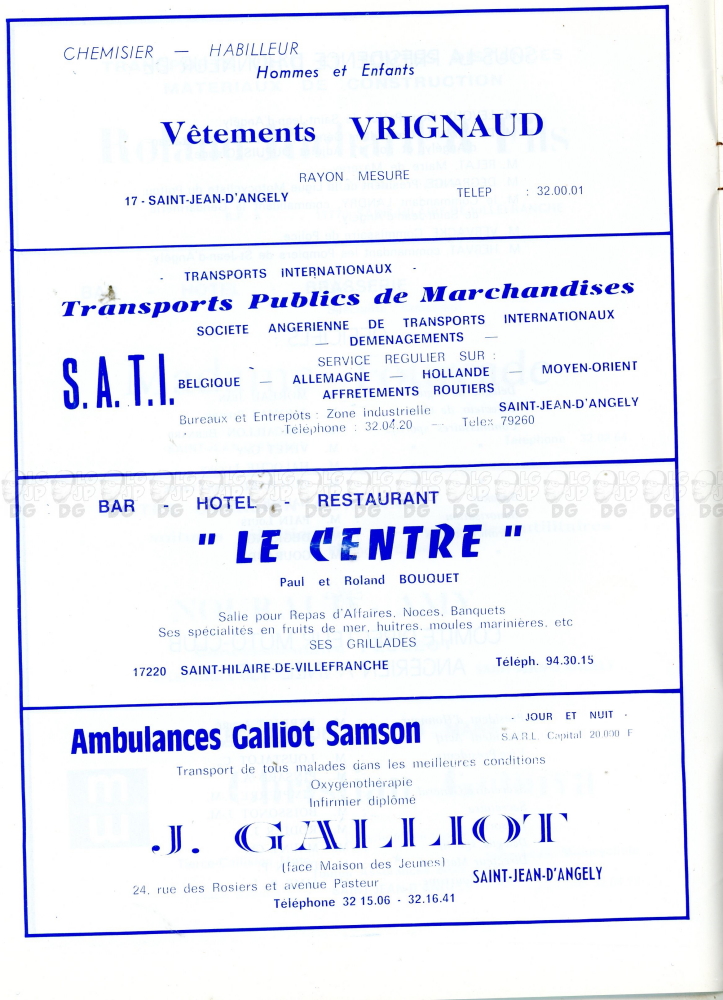 CHEMISIER — HABILLEUR
Hommes et Enfants
Vêtements VRIGNAUD
RAYON MESURE
17 - SAINT-JEAN-D'ANGELY TELEP : 32.00.01
- TRANSPORTS INTERNATIONAUX -
Transports Publics de Marchandises
SOCIETE ANGERIENNE DE TRANSPORTS INTERNATIONAUX
— DEMENAGEMENTS —
S.A.T.I.
SERVICE REGULIER SUR :
BELGIQUE — ALLEMAGNE — HOLLANDE — MOYEN-ORIENT
AFFRETEMENTS ROUTIERS
Bureaux et Entrepôts : Zone industrielle SAINT-JEAN-D'ANGELY
Téléphone : 32.04.20 -- Telex 79260
BAR - HOTEL - RESTAURANT
" LE CENTRE "
Paul et Roland BOUQUET
Salle pour Repas d'Affaires, Noces, Banquets
Ses spécialités en fruits de mer, huitres, moules marinières, etc
SES GRILLADES
17220 SAINT-HILAIRE-DE-VILLEFRANCHE Téléph. 94.30.15
Ambulances Galliot Samson
- JOUR ET NUIT -
S.A.R.L. Capital 20.000 F
Transport de tous malades dans les meilleures conditions
Oxygénothérapie
Infirmier diplômé
J. GALLIOT
(face Maison des Jeunes)
24, rue des Rosiers et avenue Pasteur SAINT-JEAN-D'ANGELY
Téléphone 32 15.06 - 32.16.41